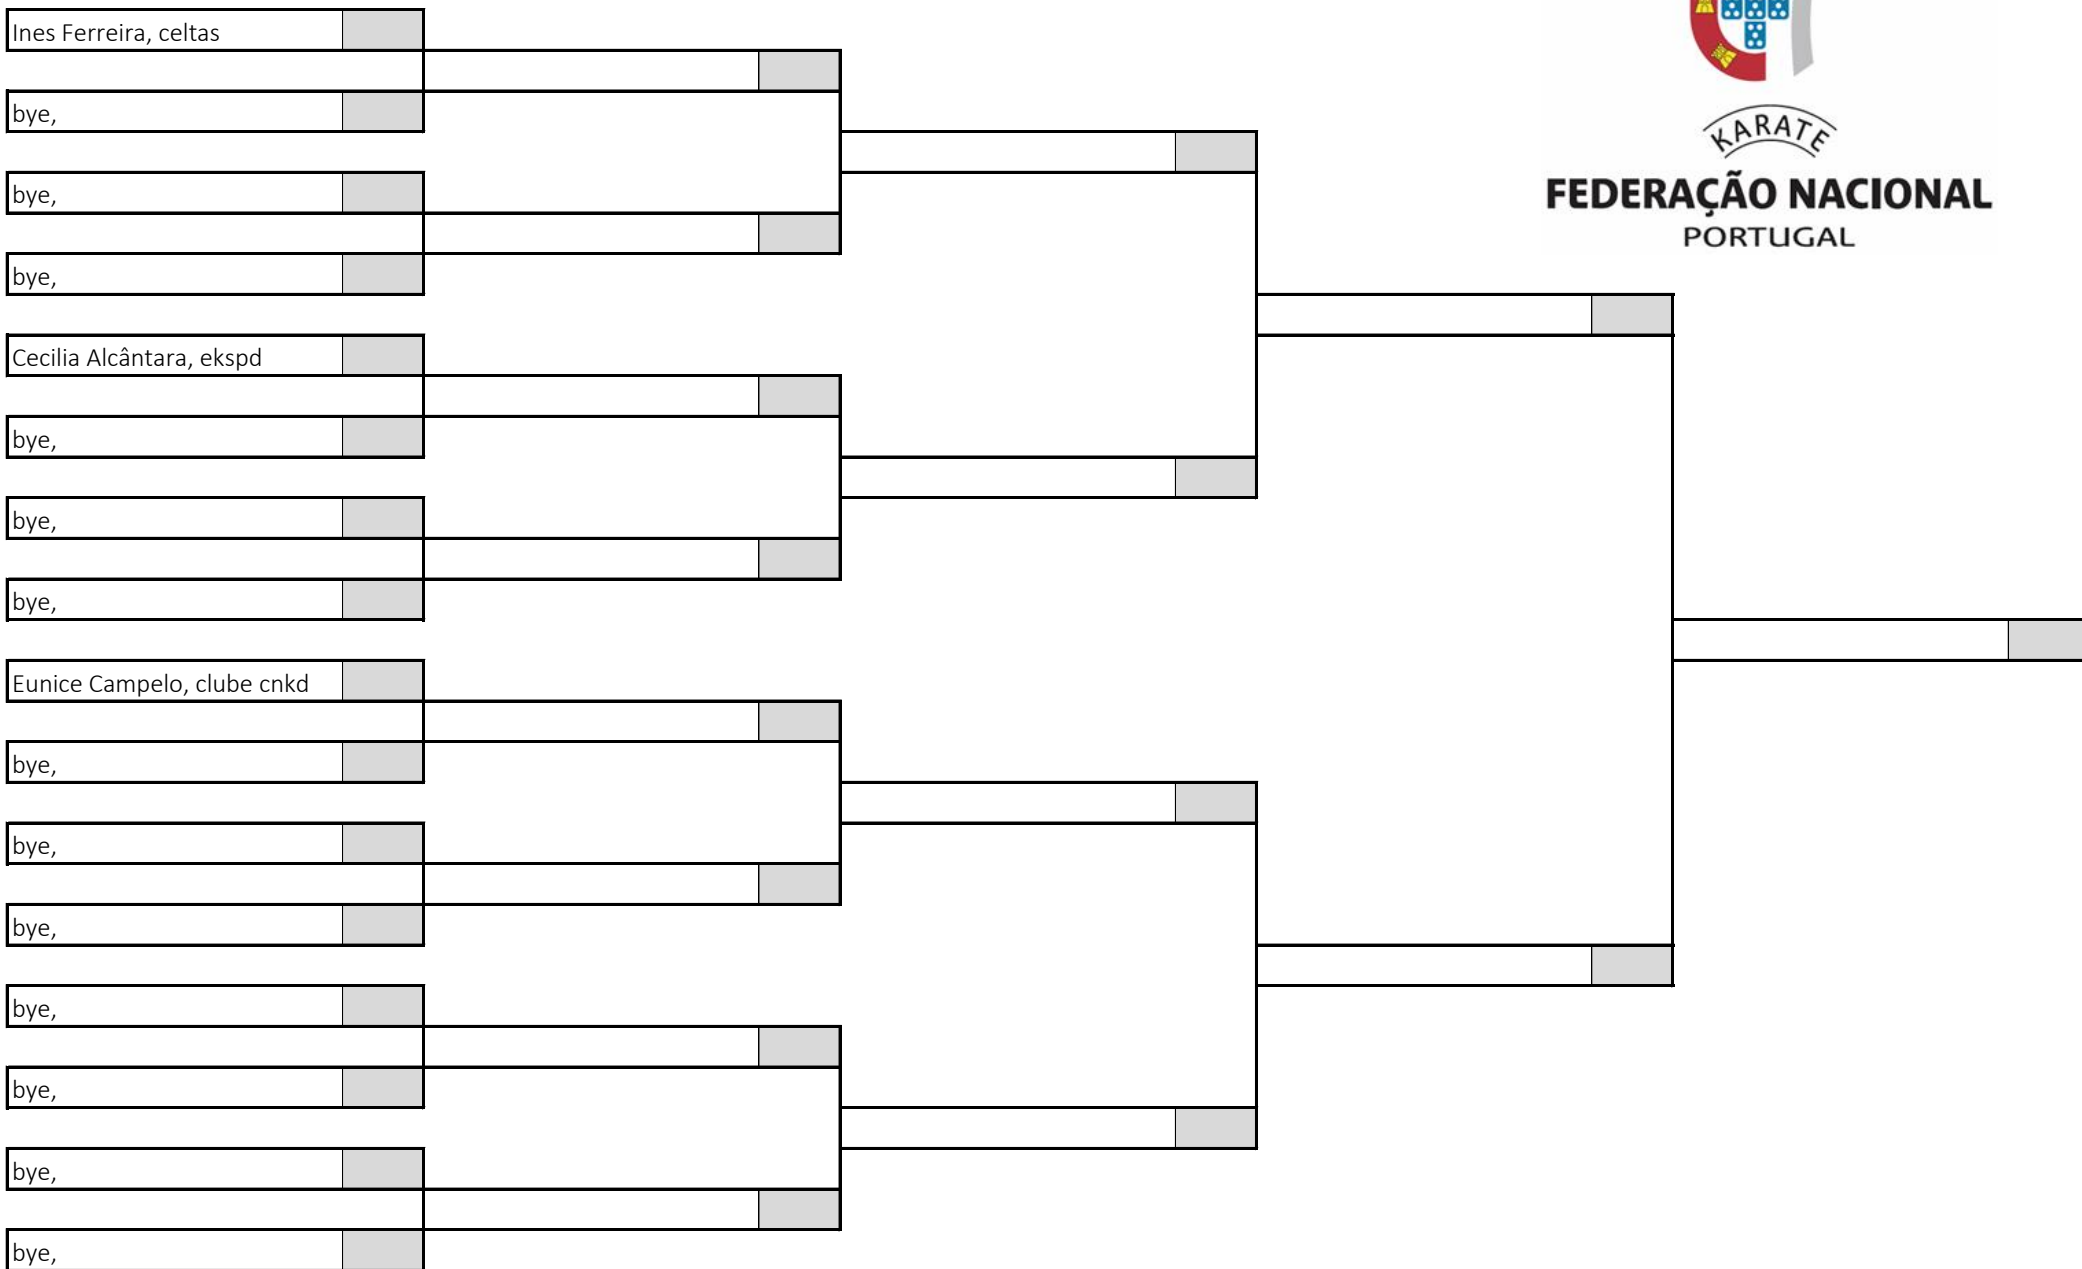 Ines Ferreira, celtas
bye,
bye,
bye,
Cecilia Alcântara, ekspd
bye,
bye,
bye,
Eunice Campelo, clube cnkd
bye,
bye,
bye,
bye,
bye,
bye,
bye,
KARATE
FEDERAÇÃO NACIONAL
PORTUGAL